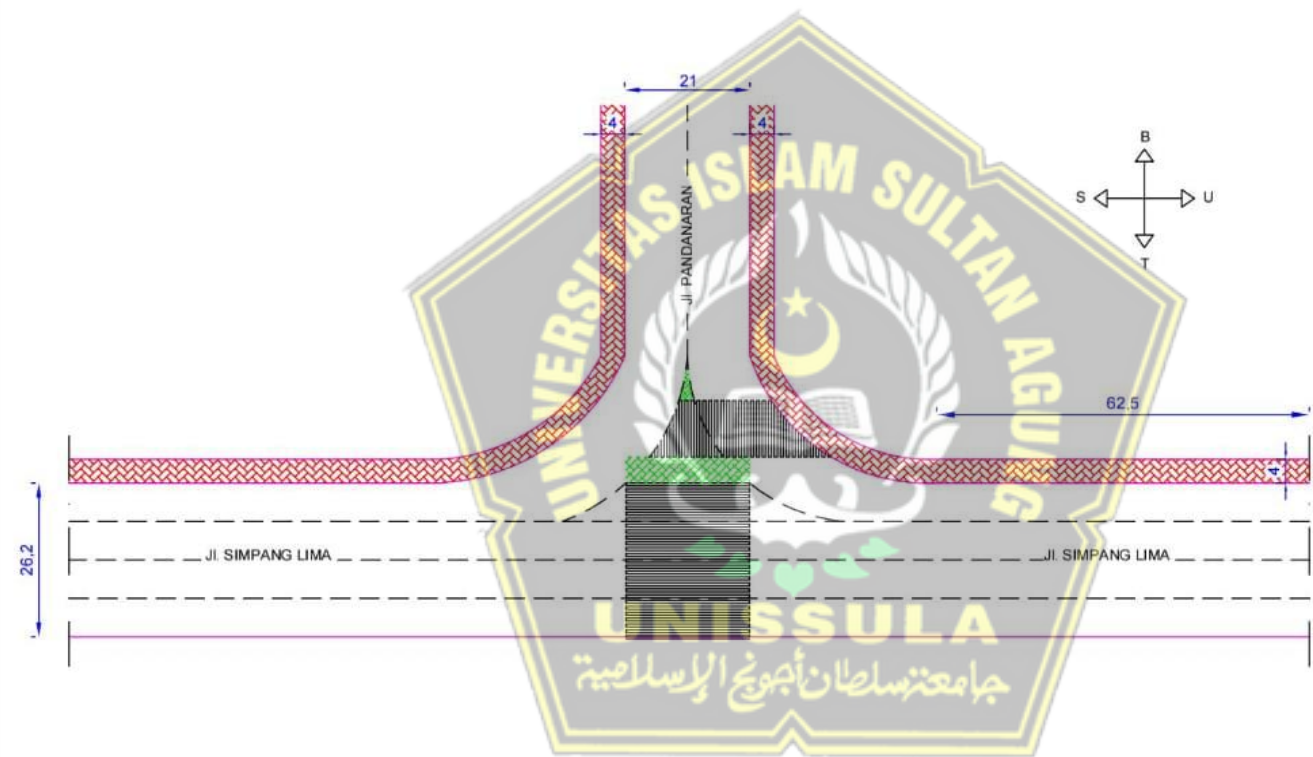 21
4
4
B
S
U
T
Jl PANDANARAN
62,5
4
26,2
Jl. SIMPANG LIMA
Jl. SIMPANG LIMA
UNIVERSITAS ISLAM SULTAN AGUNG
UNISSULA
جامعة سلطان أجونج الإسلامية